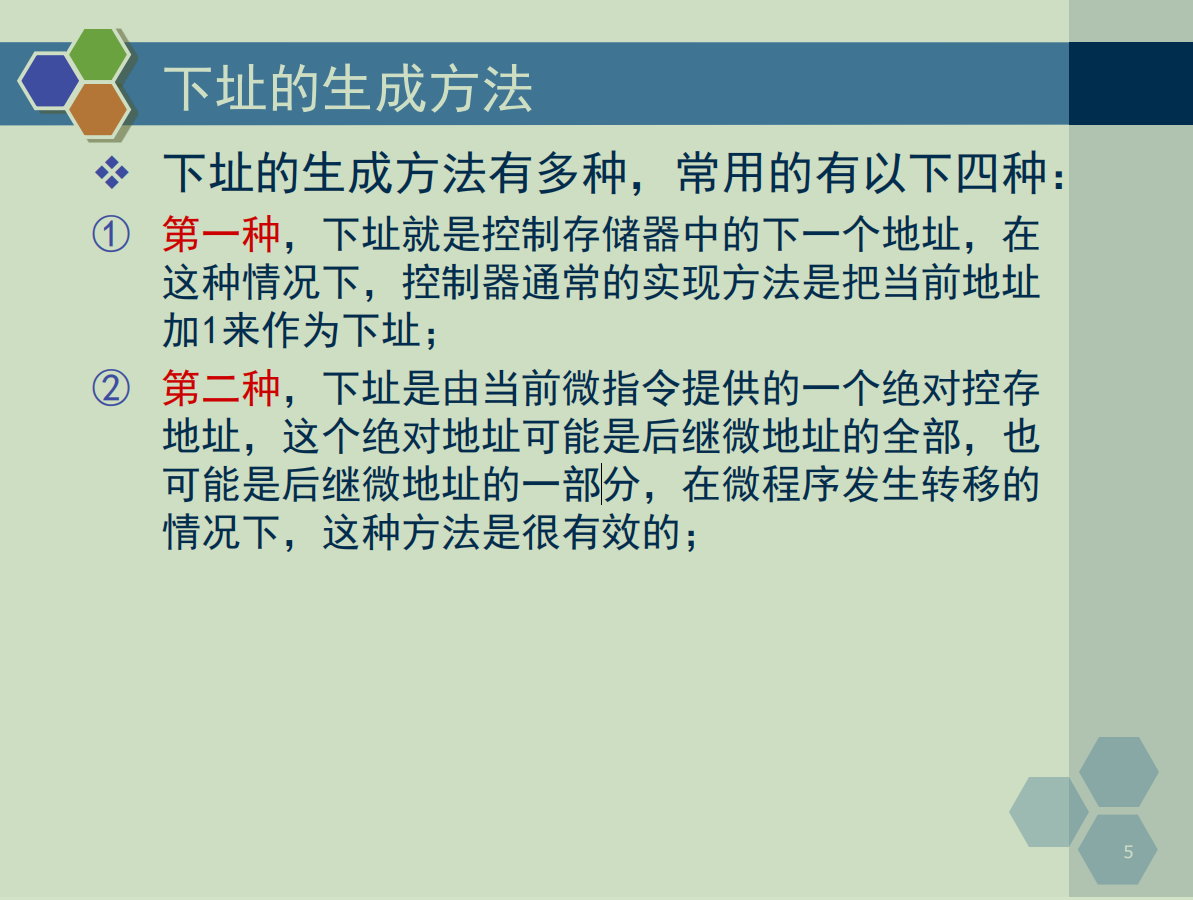 下址的生成方法
❖ 下址的生成方法有多种，常用的有以下四种：
① 第一种，下址就是控制存储器中的下一个地址，在
这种情况下，控制器通常的实现方法是把当前地址
加1来作为下址；
② 第二种，下址是由当前微指令提供的一个绝对控存
地址，这个绝对地址可能是后继微地址的全部，也
可能是后继微地址的一部分，在微程序发生转移的
情况下，这种方法是很有效的；
5